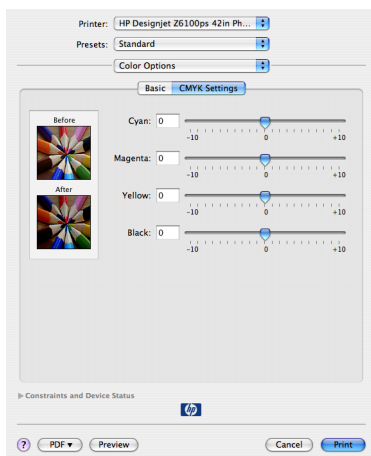 Printer: HP Designjet Z6100ps 42in Ph...
Presets: Standard
Color Options
Basic CMYK Settings
Before
After
Cyan: 0
-10 0 +10
Magenta: 0
-10 0 +10
Yellow: 0
-10 0 +10
Black: 0
-10 0 +10
Constraints and Device Status
hp
? PDF Preview Cancel Print